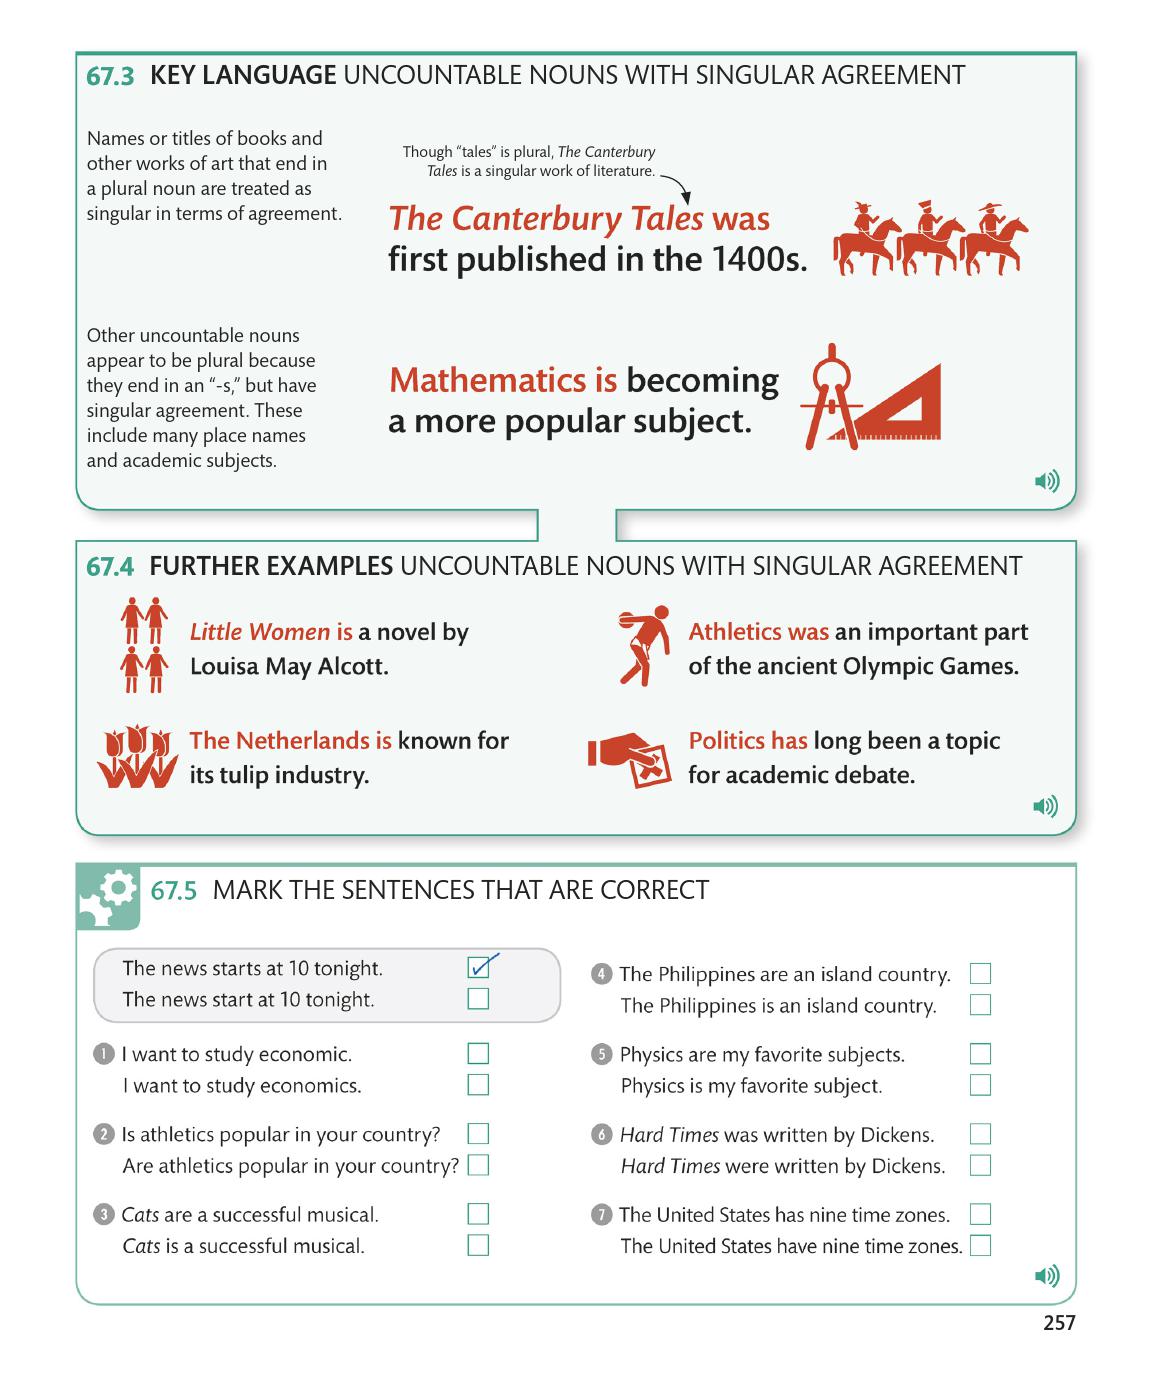 67.3 KEY LANGUAGE UNCOUNTABLE NOUNS WITH SINGULAR AGREEMENT
Names or titles of books and
other works of art that end in
a plural noun are treated as
singular in terms of agreement.
Though “tales” is plural, The Canterbury
Tales is a singular work of literature.
The Canterbury Tales was
first published in the 1400s.
Other uncountable nouns
appear to be plural because
they end in an “-s,” but have
singular agreement. These
include many place names
and academic subjects.
Mathematics is becoming
a more popular subject.
67.4 FURTHER EXAMPLES UNCOUNTABLE NOUNS WITH SINGULAR AGREEMENT
Little Women is a novel by
Louisa May Alcott.
Athletics was an important part
of the ancient Olympic Games.
The Netherlands is known for
its tulip industry.
Politics has long been a topic
for academic debate.
67.5 MARK THE SENTENCES THAT ARE CORRECT
The news starts at 10 tonight.
The news start at 10 tonight.
1 I want to study economic.
I want to study economics.
2 Is athletics popular in your country?
Are athletics popular in your country?
3 Cats are a successful musical.
Cats is a successful musical.
4 The Philippines are an island country.
The Philippines is an island country.
5 Physics are my favorite subjects.
Physics is my favorite subject.
6 Hard Times was written by Dickens.
Hard Times were written by Dickens.
7 The United States has nine time zones.
The United States have nine time zones.
257